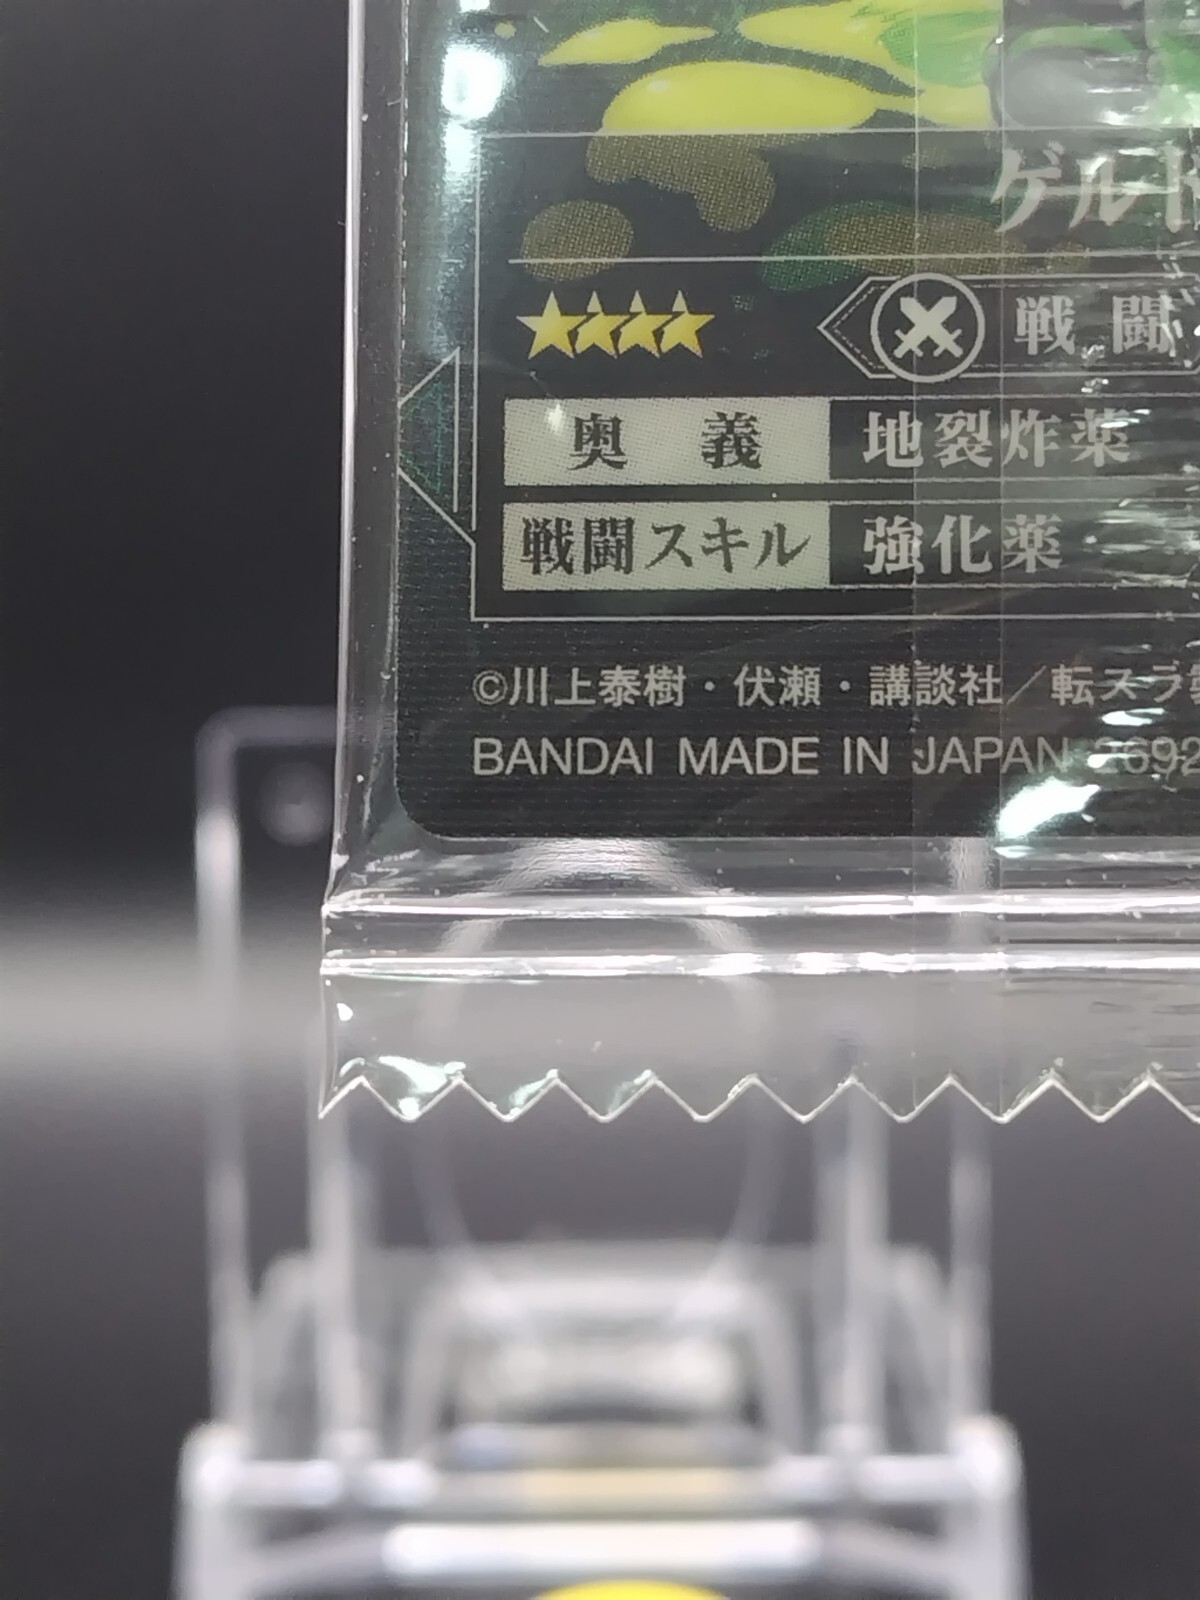 ゲルド
★★★★
戦 闘
奥 義 地裂炸薬
戦闘スキル 強化薬
©川上泰樹・伏瀬・講談社／転スラ
BANDAI MADE IN JAPAN 2692